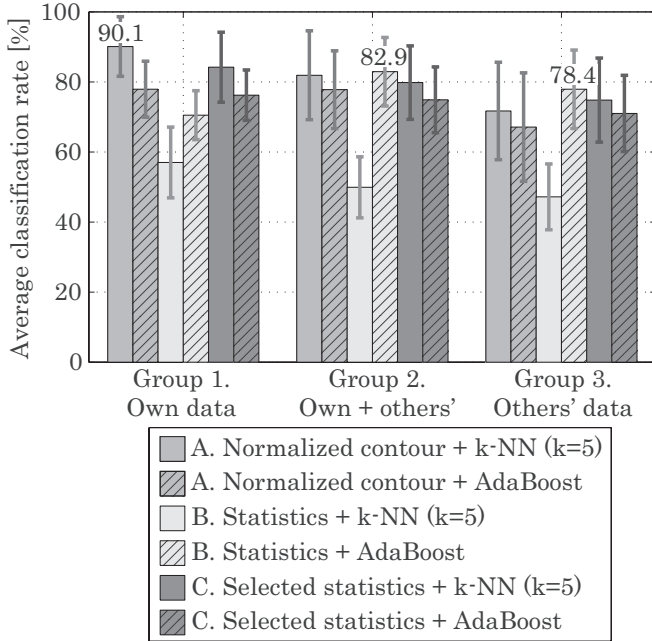 Average classification rate [%]
100
80
60
40
20
0
90.1
82.9
78.4
Group 1.
Own data
Group 2.
Own + others’
Group 3.
Others’ data
A. Normalized contour + k-NN (k=5)
A. Normalized contour + AdaBoost
B. Statistics + k-NN (k=5)
B. Statistics + AdaBoost
C. Selected statistics + k-NN (k=5)
C. Selected statistics + AdaBoost